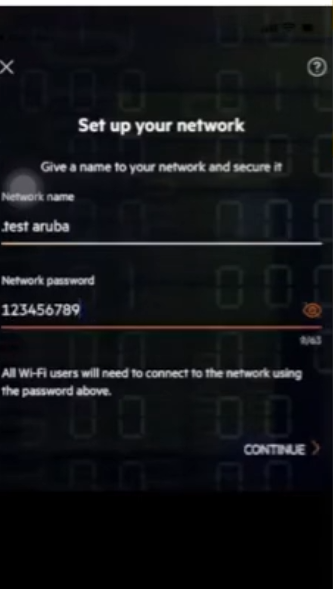 Set up your network
Give a name to your network and secure it
Network name
.test aruba
Network password
123456789
9/63
All Wi-Fi users will need to connect to the network using
the password above.
CONTINUE